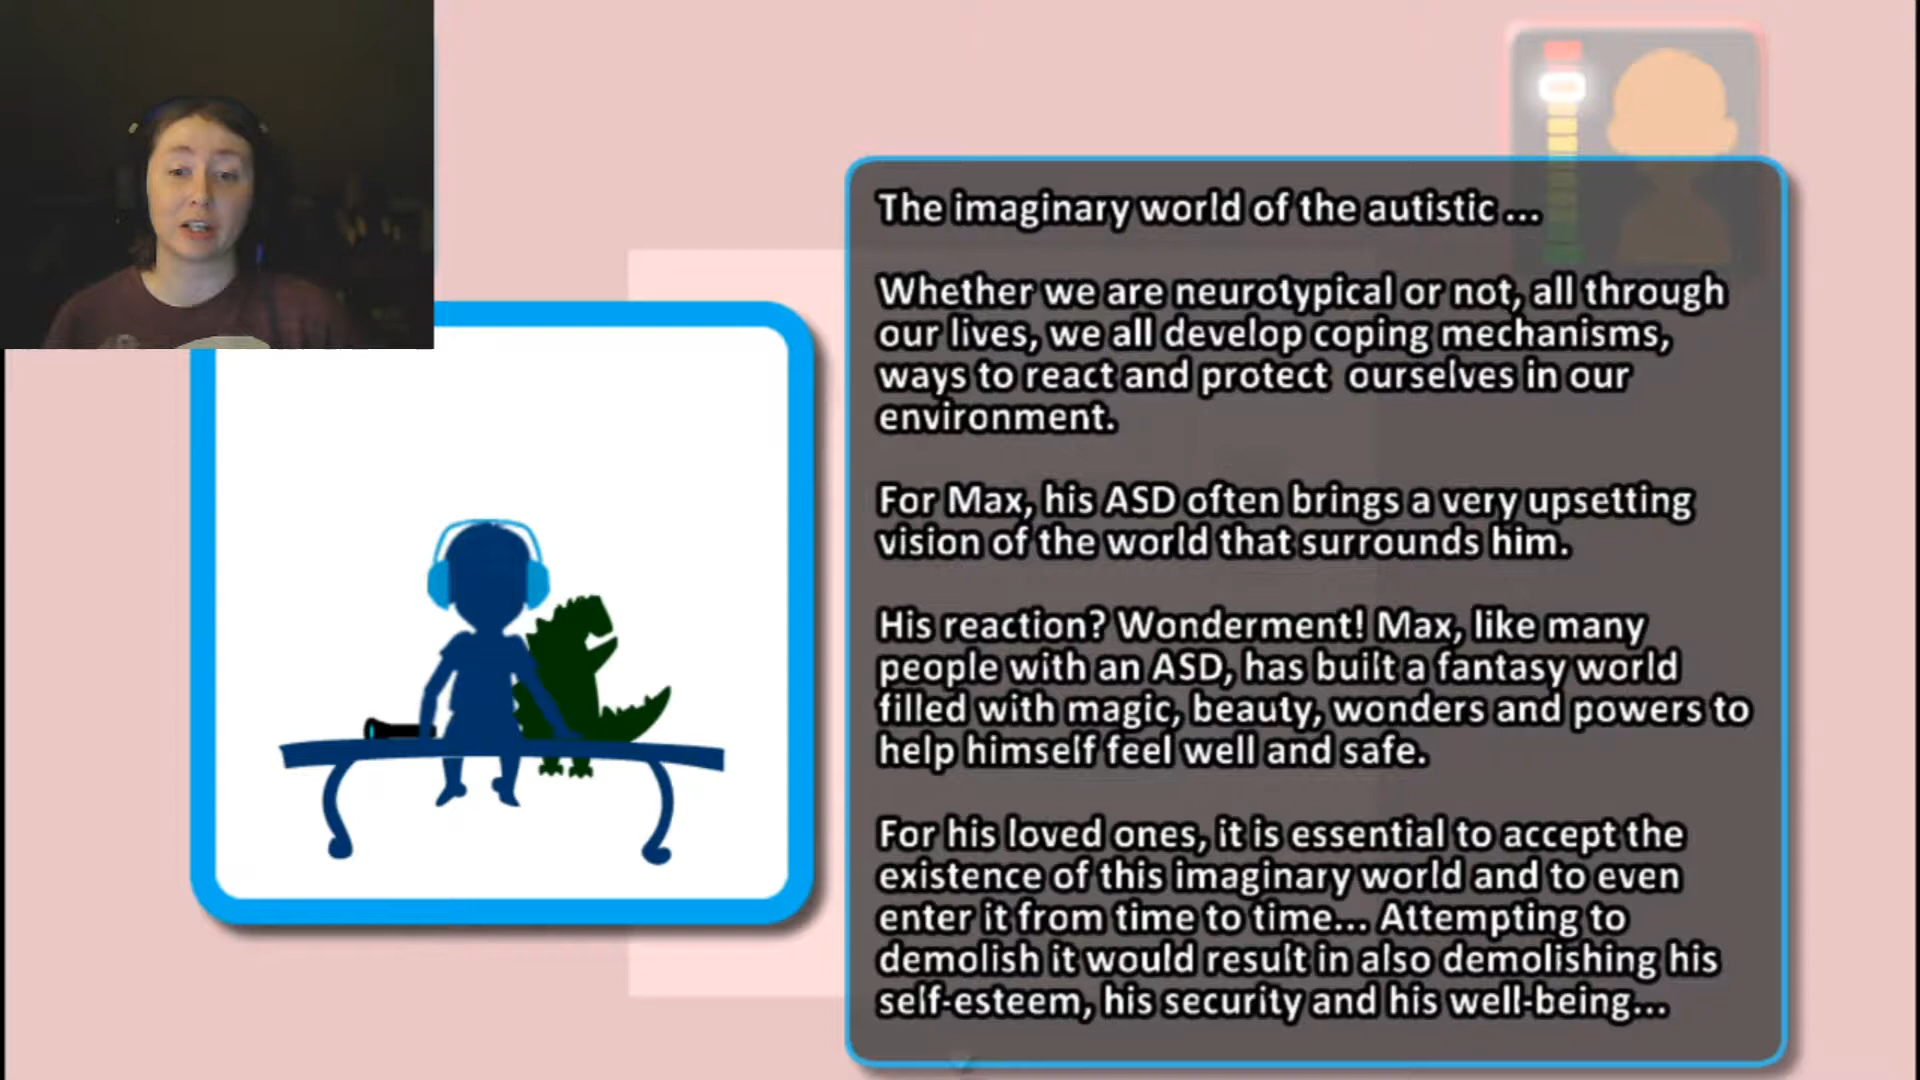 The imaginary world of the autistic ...
Whether we are neurotypical or not, all through
our lives, we all develop coping mechanisms,
ways to react and protect ourselves in our
environment.
For Max, his ASD often brings a very upsetting
vision of the world that surrounds him.
His reaction? Wonderment! Max, like many
people with an ASD, has built a fantasy world
filled with magic, beauty, wonders and powers to
help himself feel well and safe.
For his loved ones, it is essential to accept the
existence of this imaginary world and to even
enter it from time to time... Attempting to
demolish it would result in also demolishing his
self-esteem, his security and his well-being...